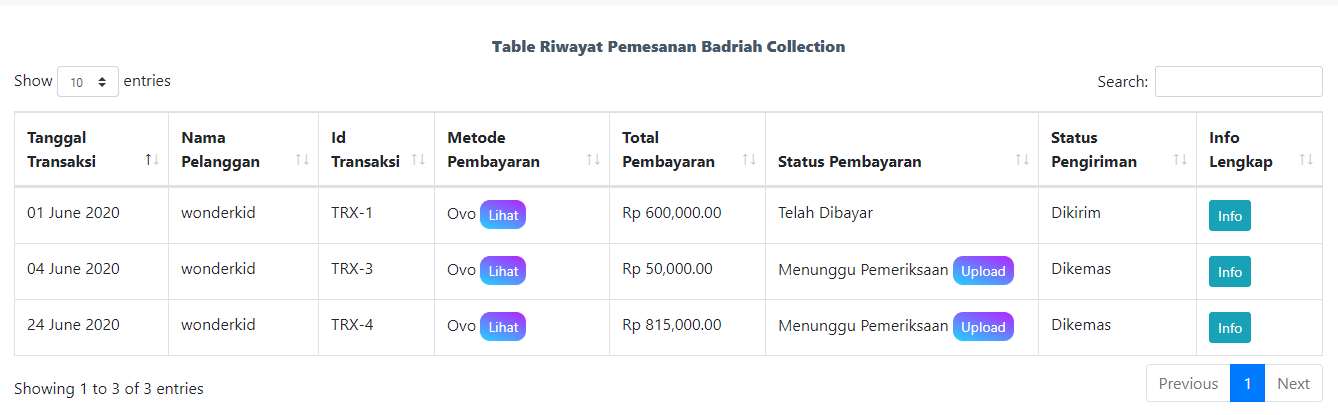 Table Riwayat Pemesanan Badriah Collection
Show 10 entries
Search:
Tanggal Transaksi Nama Pelanggan Id Transaksi Metode Pembayaran Total Pembayaran Status Pembayaran Status Pengiriman Info Lengkap
01 June 2020 wonderkid TRX-1 Ovo Lihat Rp 600,000.00 Telah Dibayar Dikirim Info
04 June 2020 wonderkid TRX-3 Ovo Lihat Rp 50,000.00 Menunggu Pemeriksaan Upload Dikemas Info
24 June 2020 wonderkid TRX-4 Ovo Lihat Rp 815,000.00 Menunggu Pemeriksaan Upload Dikemas Info
Showing 1 to 3 of 3 entries
Previous 1 Next